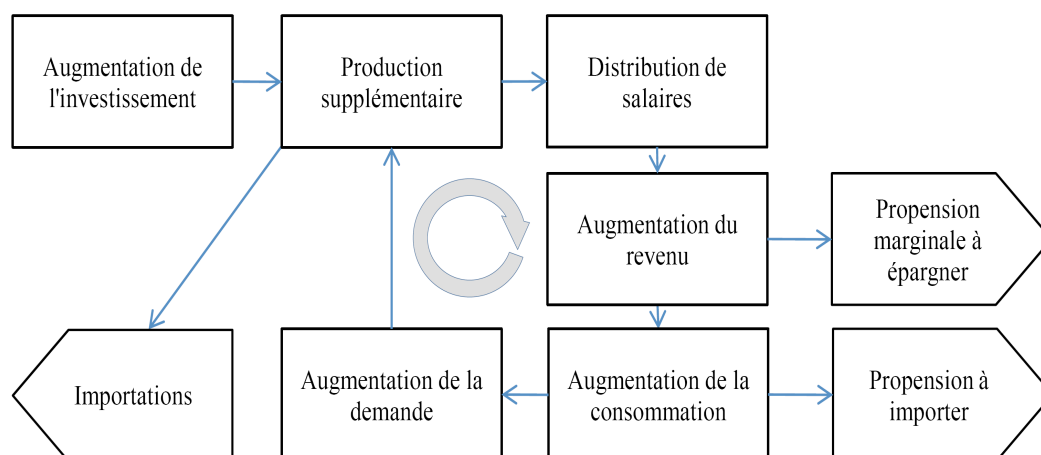 Augmentation de
l'investissement
Production
supplémentaire
Distribution de
salaires
Augmentation du
revenu
Propension
marginale à
épargner
Importations
Augmentation de la
demande
Augmentation de la
consommation
Propension à
importer